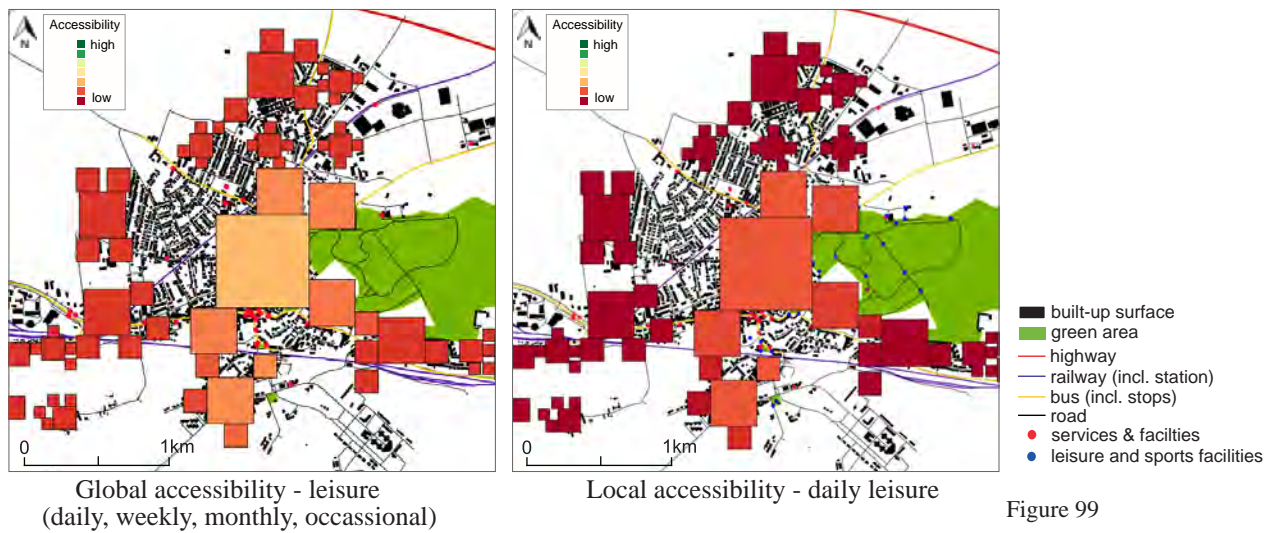 Accessibility
high
low
N
0
1km
Global accessibility - leisure
(daily, weekly, monthly, occassional)
Accessibility
high
low
N
0
1km
Local accessibility - daily leisure
built-up surface
green area
highway
railway (incl. station)
bus (incl. stops)
road
services & facilties
leisure and sports facilities
Figure 99